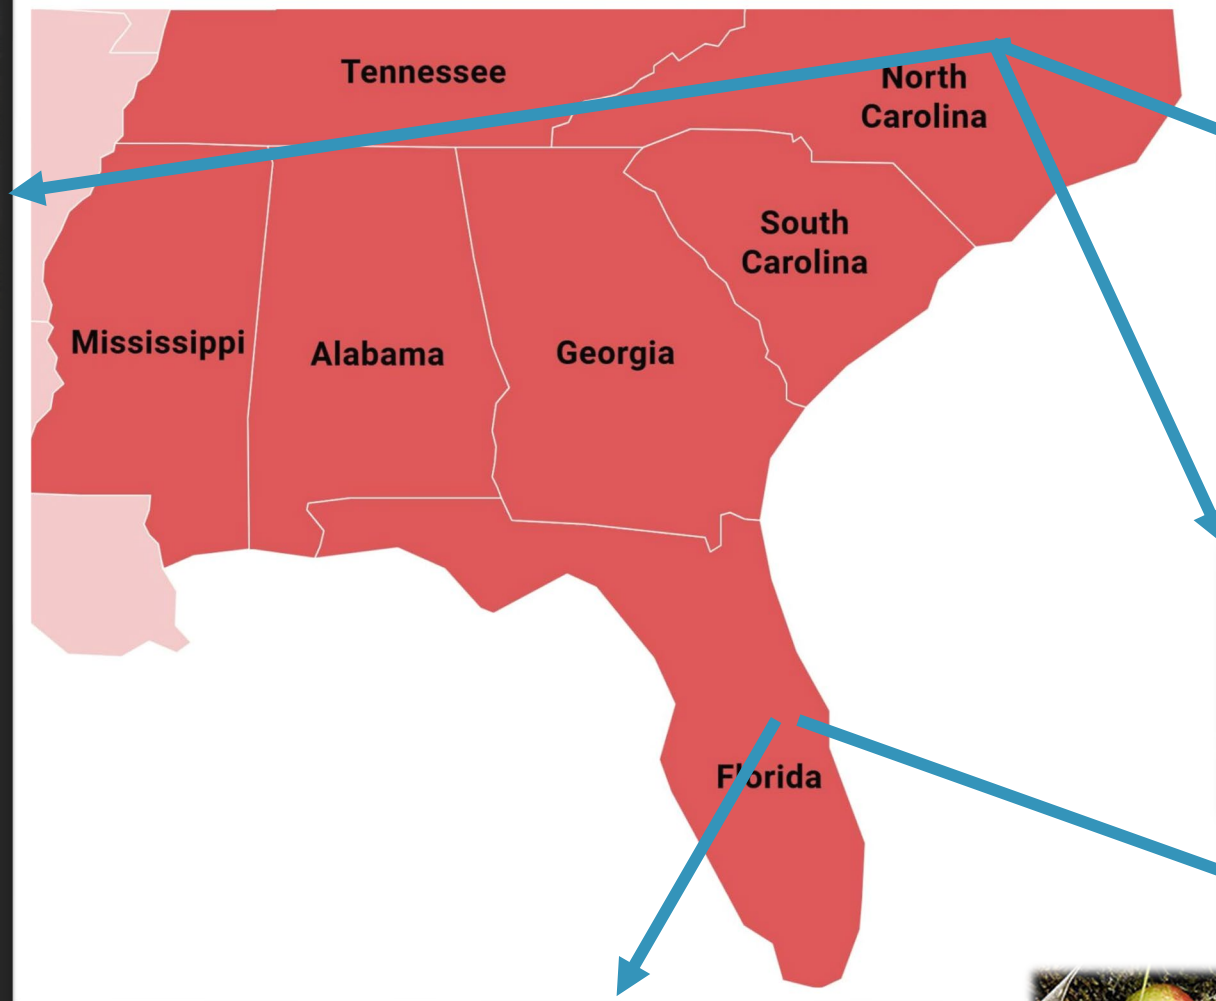 Tennessee
North
Carolina
South
Carolina
Mississippi
Alabama
Georgia
Florida